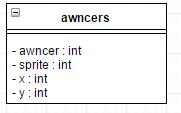 awncers
- awncer : int
- sprite : int
- x : int
- y : int